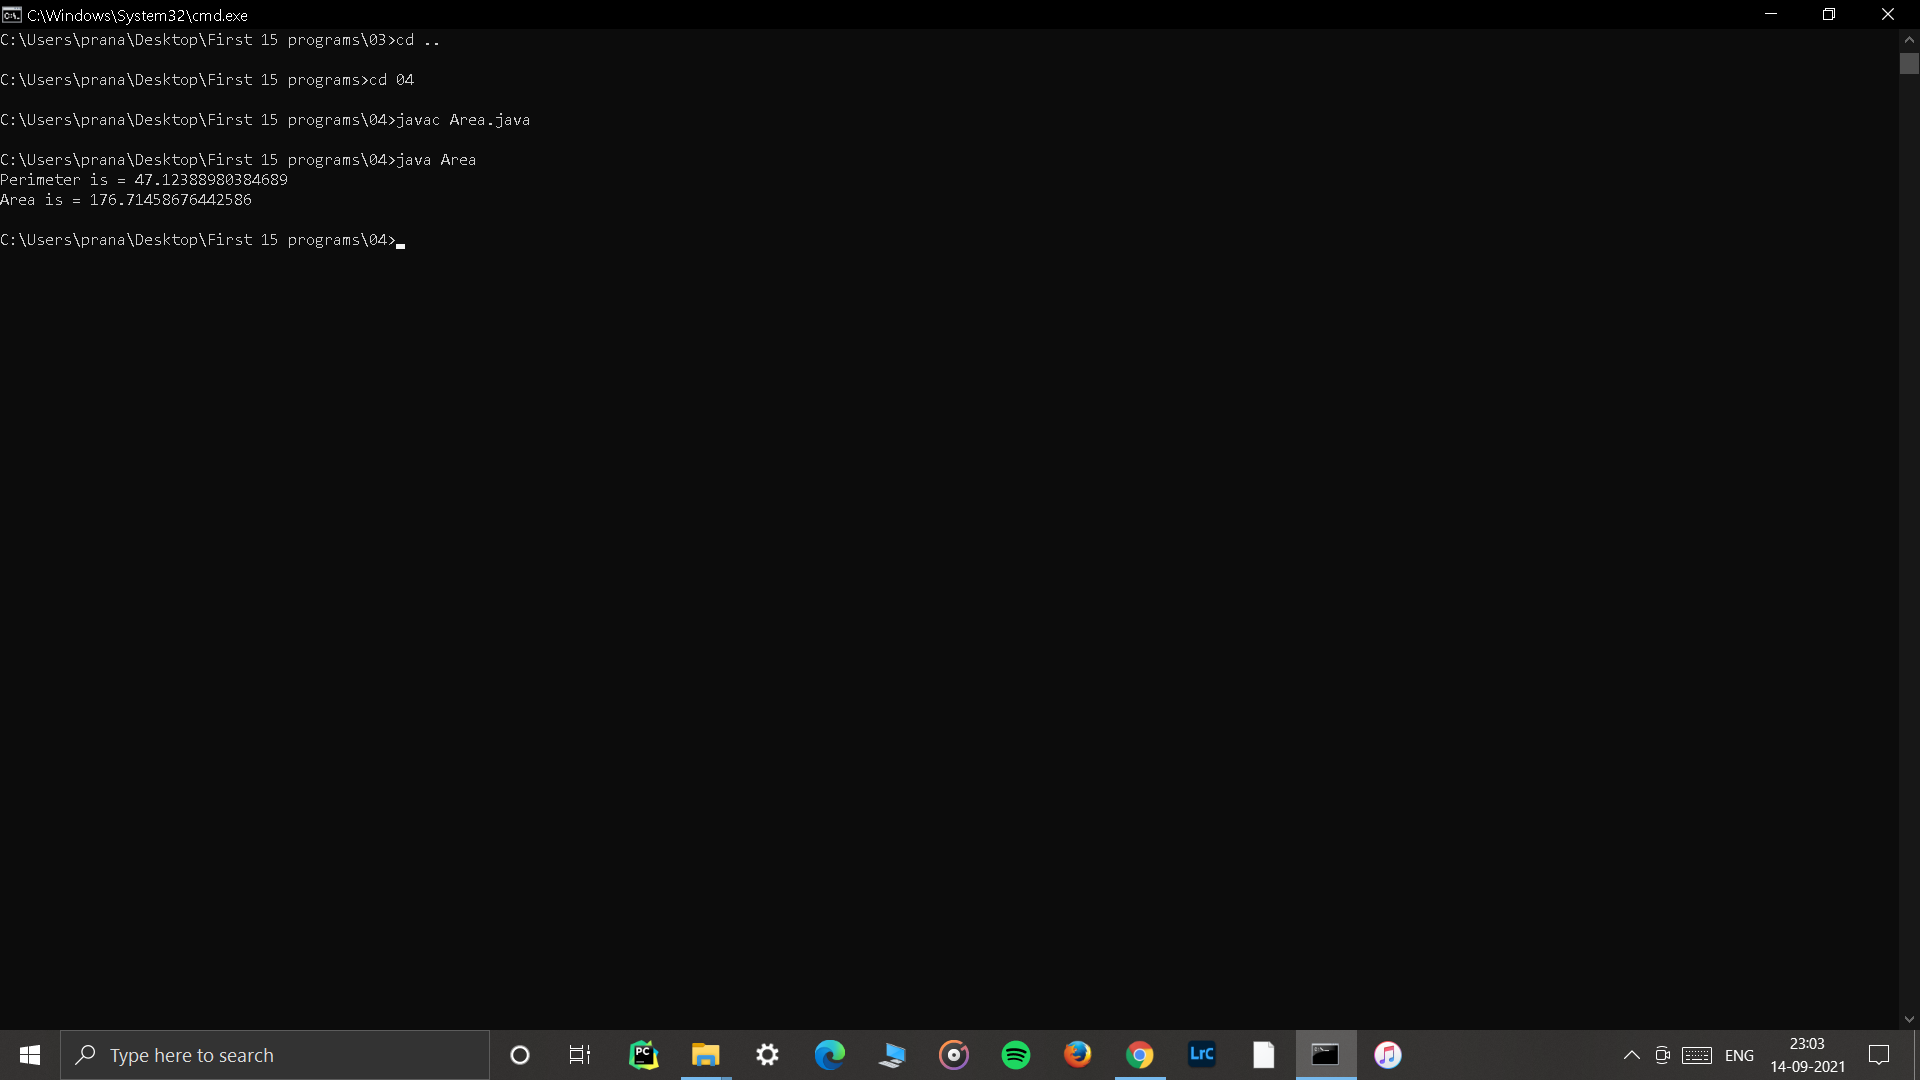 C:\Windows\System32\cmd.exe
C:\Users\prana\Desktop\First 15 programs\03>cd ..
C:\Users\prana\Desktop\First 15 programs>cd 04
C:\Users\prana\Desktop\First 15 programs\04>javac Area.java
C:\Users\prana\Desktop\First 15 programs\04>java Area
Perimeter is = 47.12388980384689
Area is = 176.71458676442586
C:\Users\prana\Desktop\First 15 programs\04>
Type here to search
PC
LrC
ENG
23:03
14-09-2021